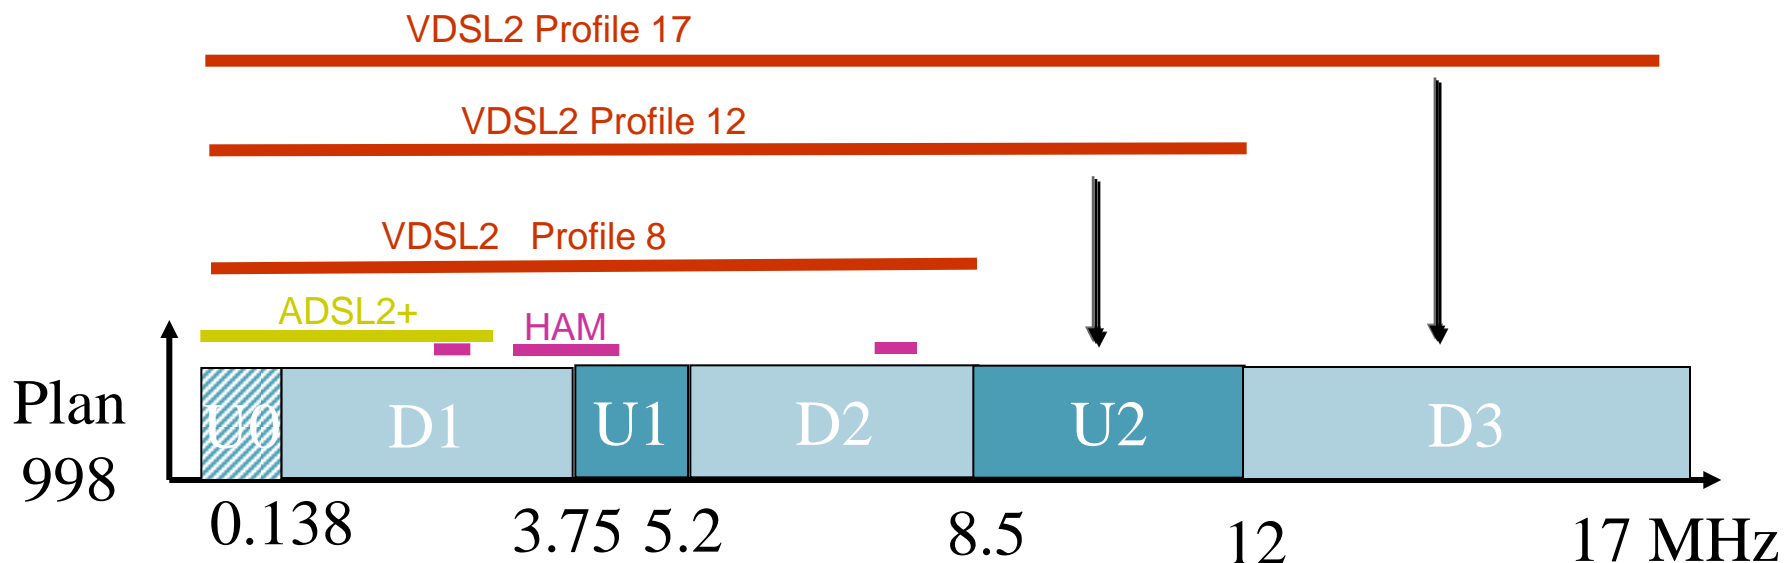 VDSL2 Profile 17
VDSL2 Profile 12
VDSL2 Profile 8
ADSL2+
HAM
Plan
998
U0 D1 U1 D2 U2 D3
0.138 3.75 5.2 8.5 12 17 MHz